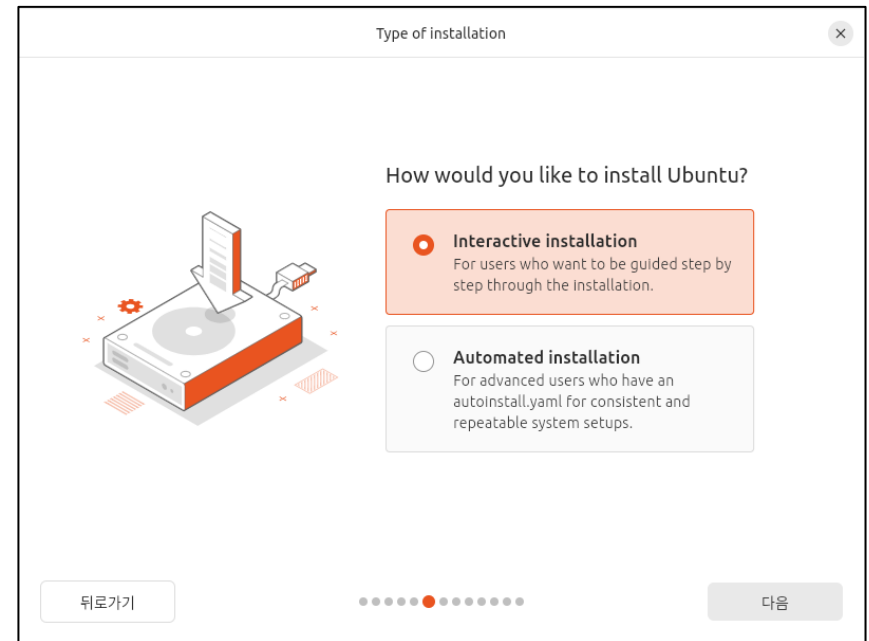 Type of installation
How would you like to install Ubuntu?
Interactive installation
For users who want to be guided step by
step through the installation.
Automated installation
For advanced users who have an
autoinstall.yaml for consistent and
repeatable system setups.
뒤로가기
다음